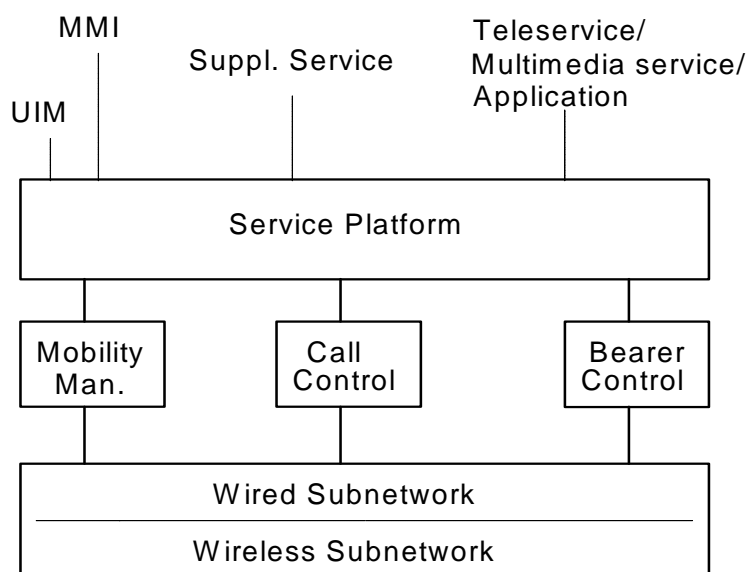 MMI
Teleservice/
Multimedia service/
Application
Suppl. Service
UIM
Service Platform
Mobility
Man.
Call
Control
Bearer
Control
Wired Subnetwork
Wireless Subnetwork